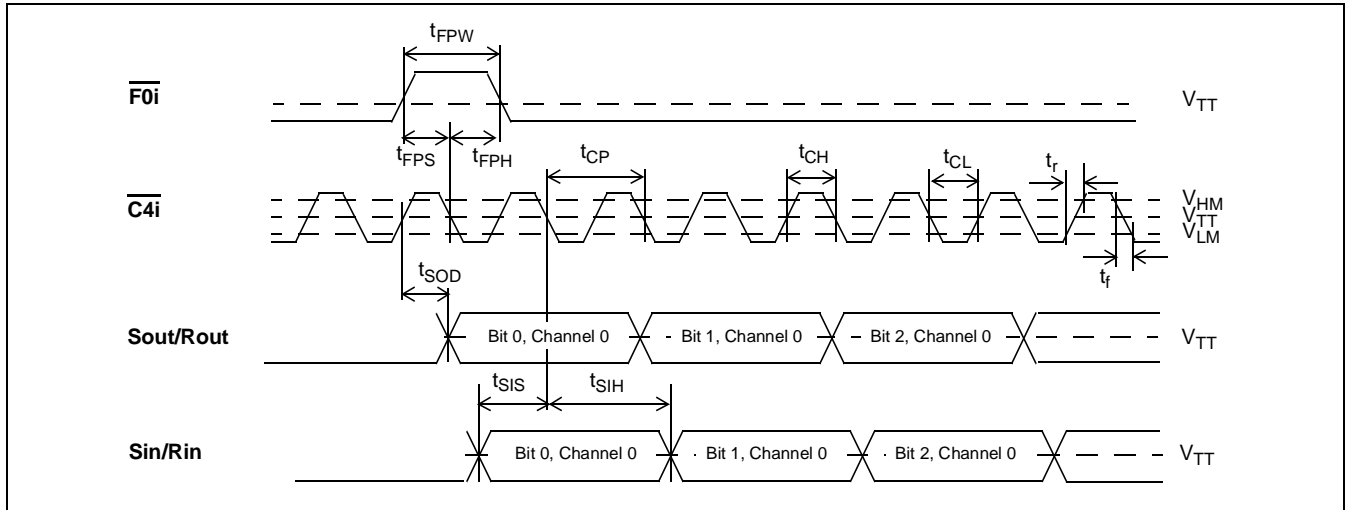 tFPW
F0i
VTT
tFPS
tFPH
tCP
tCH
tCL
tr
C4i
VHM
VTT
VLM
tf
tSOD
Sout/Rout
Bit 0, Channel 0
Bit 1, Channel 0
Bit 2, Channel 0
VTT
tSIS
tSIH
Sin/Rin
Bit 0, Channel 0
Bit 1, Channel 0
Bit 2, Channel 0
VTT